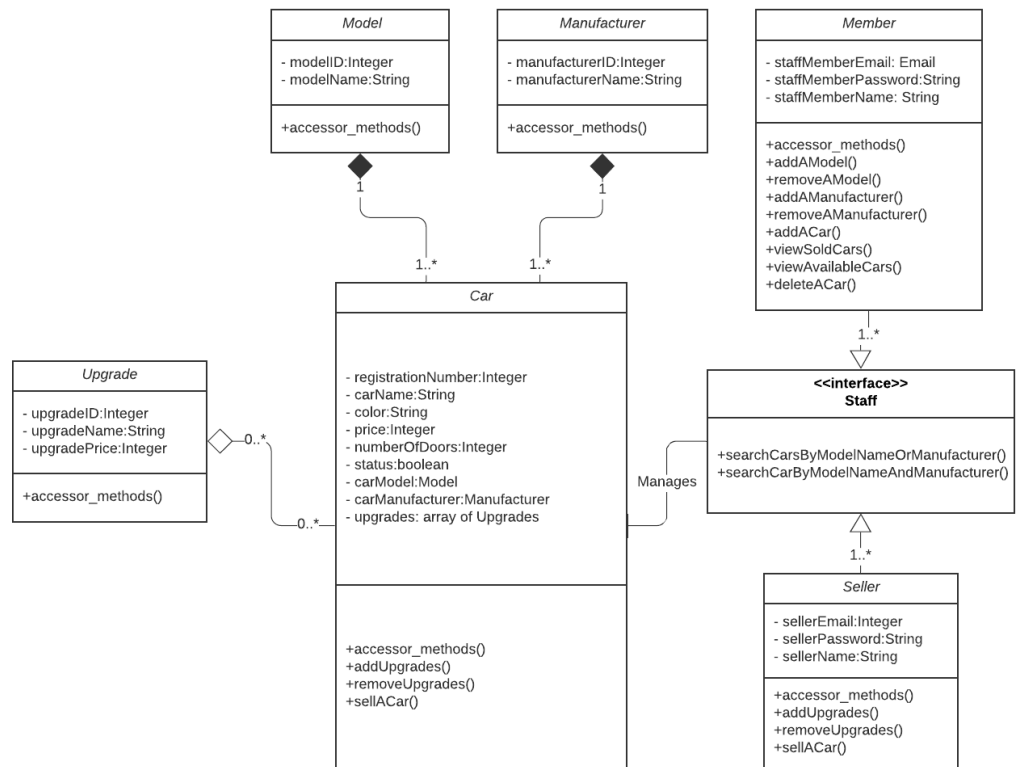 Model
- modelID:Integer
- modelName:String
+accessor_methods()
Manufacturer
- manufacturerID:Integer
- manufacturerName:String
+accessor_methods()
Member
- staffMemberEmail: Email
- staffMemberPassword:String
- staffMemberName: String
+accessor_methods()
+addAModel()
+removeAModel()
+addAManufacturer()
+removeAManufacturer()
+addACar()
+viewSoldCars()
+viewAvailableCars()
+deleteACar()
1
1
1..*
1..*
1..*
Upgrade
- upgradeID:Integer
- upgradeName:String
- upgradePrice:Integer
+accessor_methods()
0..*
0..*
Car
- registrationNumber:Integer
- carName:String
- color:String
- price:Integer
- numberOfDoors:Integer
- status:boolean
- carModel:Model
- carManufacturer:Manufacturer
- upgrades: array of Upgrades
+accessor_methods()
+addUpgrades()
+removeUpgrades()
+sellACar()
Manages
<<interface>>
Staff
+searchCarsByModelNameOrManufacturer()
+searchCarByModelNameAndManufacturer()
1..*
Seller
- sellerEmail:Integer
- sellerPassword:String
- sellerName:String
+accessor_methods()
+addUpgrades()
+removeUpgrades()
+sellACar()